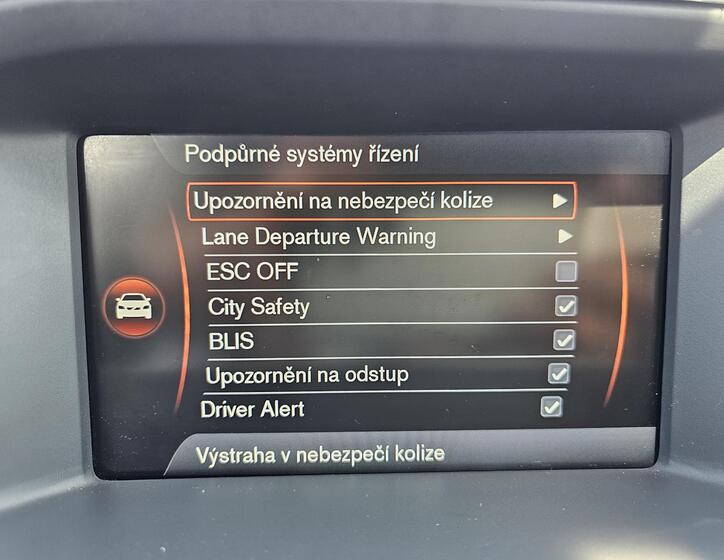 Podpůrné systémy řízení
Upozornění na nebezpečí kolize
Lane Departure Warning
ESC OFF
City Safety
BLIS
Upozornění na odstup
Driver Alert
Výstraha v nebezpečí kolize